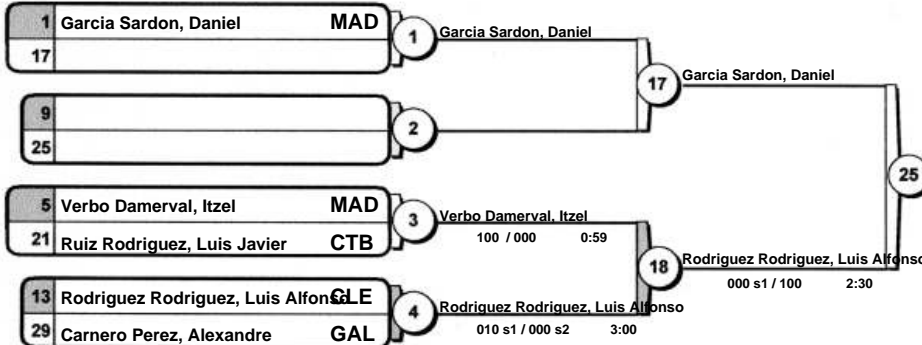 1 Garcia Sardon, Daniel MAD
17
1 Garcia Sardon, Daniel
17 Garcia Sardon, Daniel
9
25
2
25
5 Verbo Damerval, Itzel MAD
21 Ruiz Rodriguez, Luis Javier CTB
3 Verbo Damerval, Itzel
100 / 000 0:59
18 Rodriguez Rodriguez, Luis Alfonso
000 s1 / 100 2:30
13 Rodriguez Rodriguez, Luis Alfonso CLE
29 Carnero Perez, Alexandre GAL
4 Rodriguez Rodriguez, Luis Alfonso
010 s1 / 000 s2 3:00